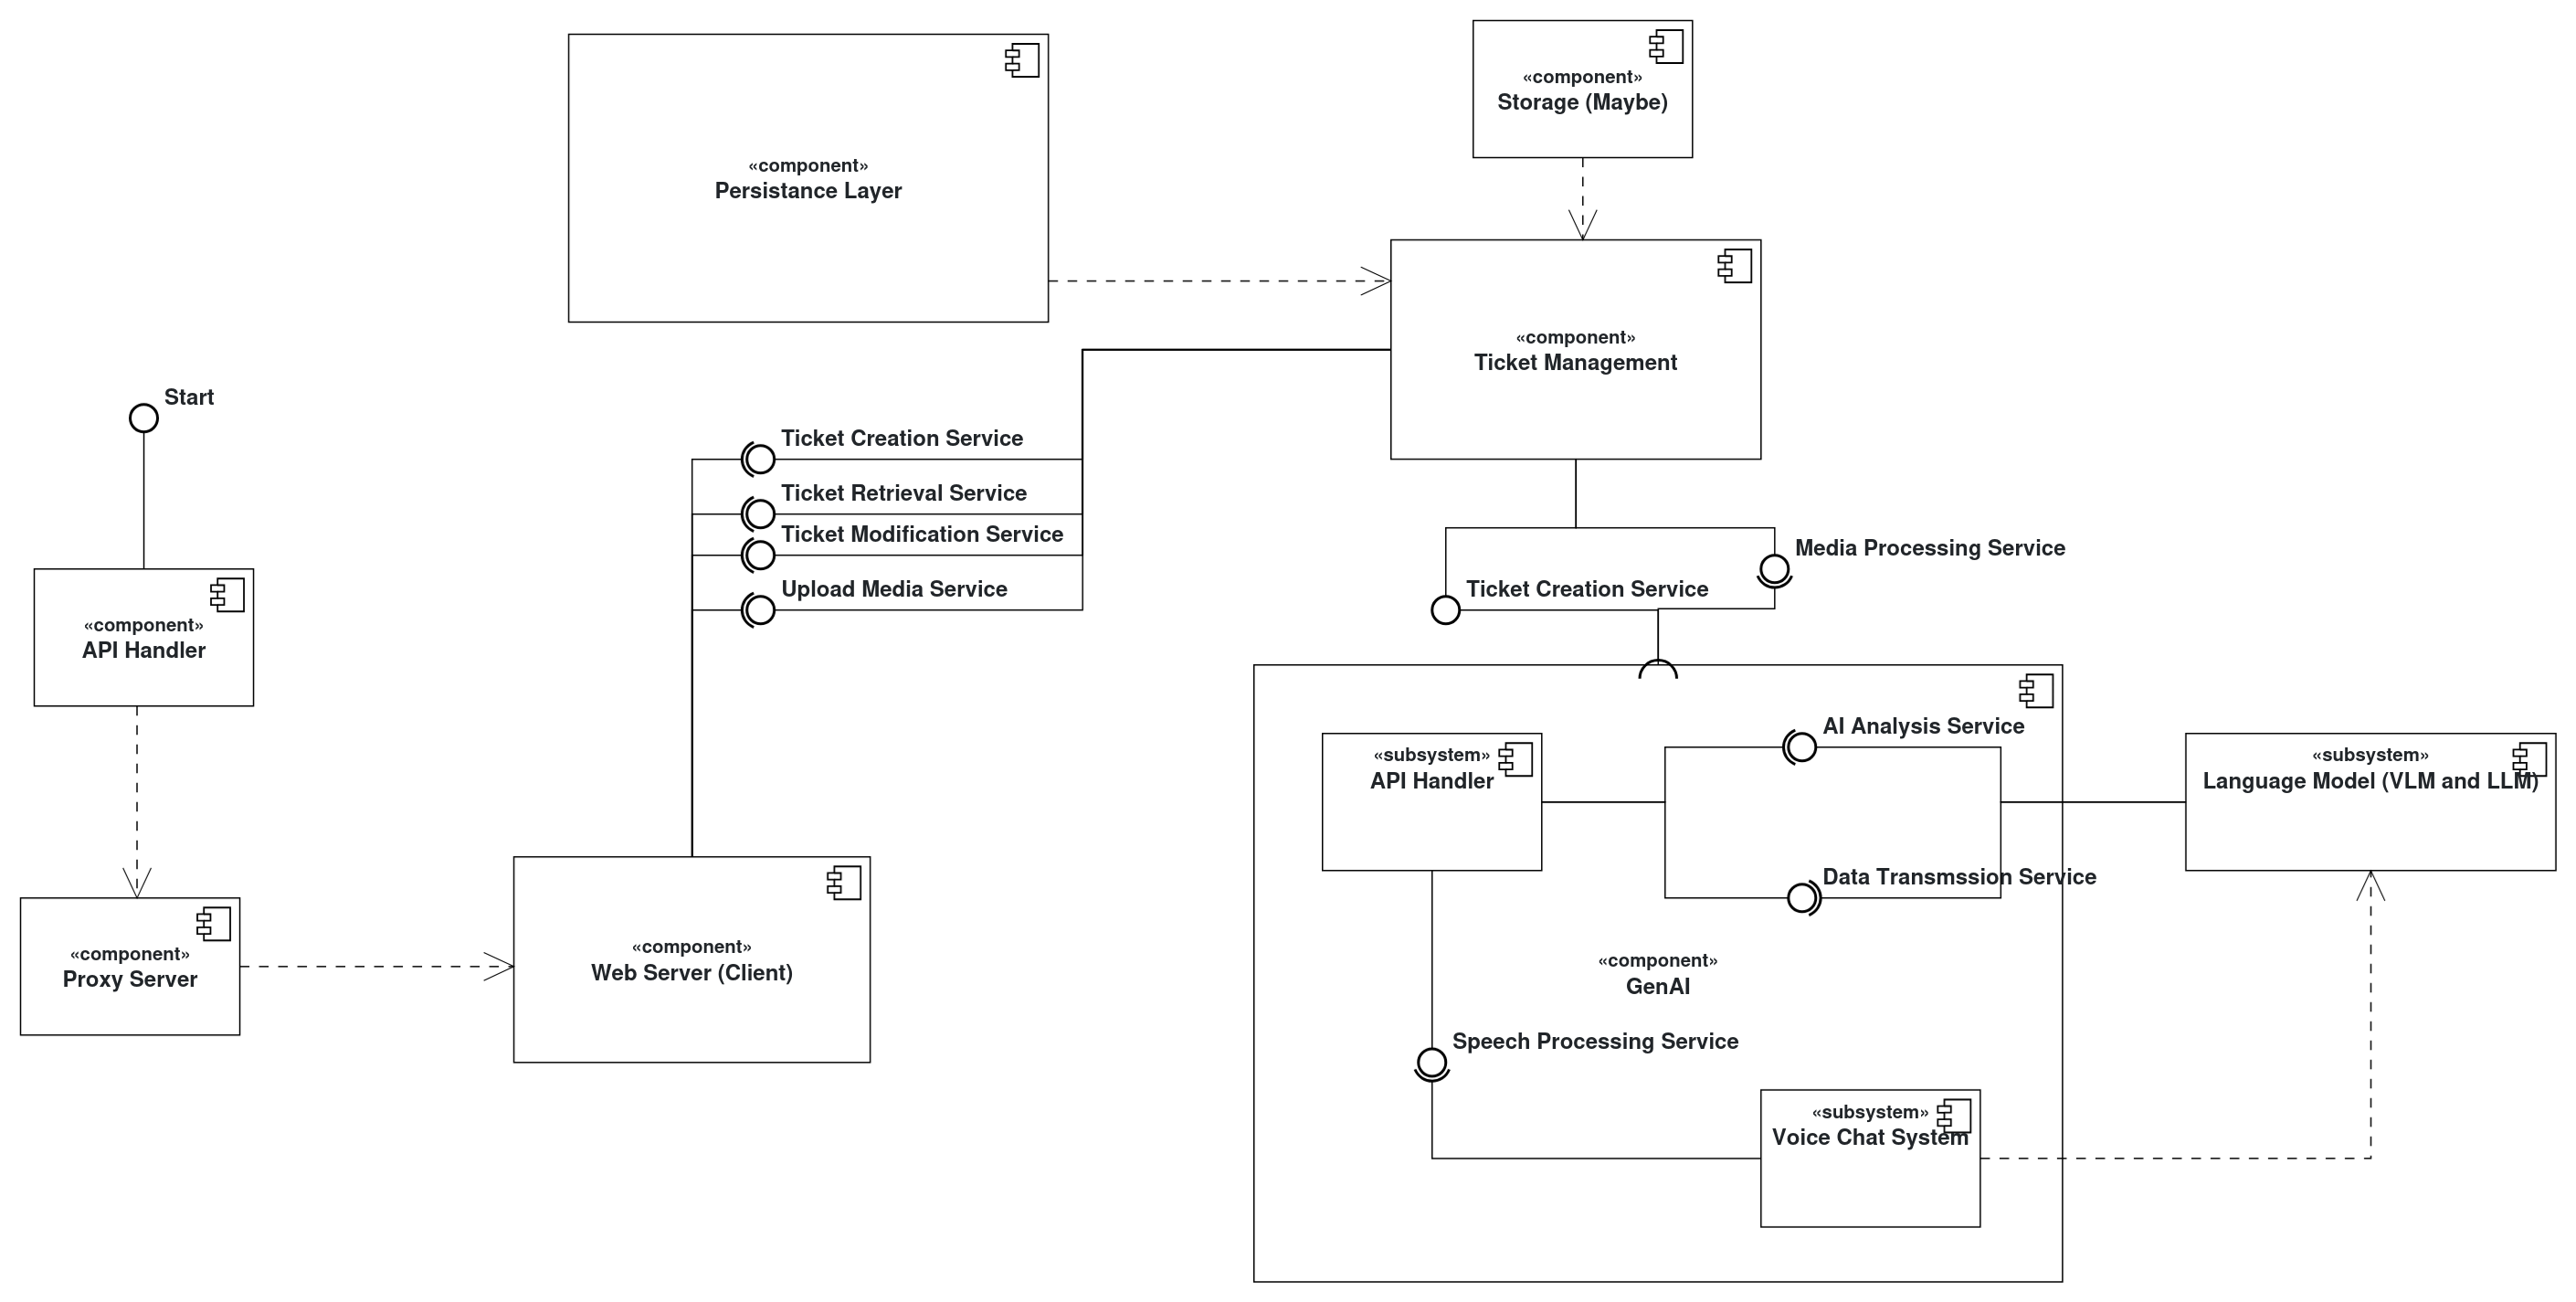 «component»
Storage (Maybe)
«component»
Persistance Layer
«component»
Ticket Management
Start
Ticket Creation Service
Ticket Retrieval Service
Ticket Modification Service
Upload Media Service
Media Processing Service
Ticket Creation Service
«component»
API Handler
AI Analysis Service
«subsystem»
API Handler
«subsystem»
Language Model (VLM and LLM)
Data Transmssion Service
«component»
Proxy Server
«component»
Web Server (Client)
«component»
GenAI
Speech Processing Service
«subsystem»
Voice Chat System